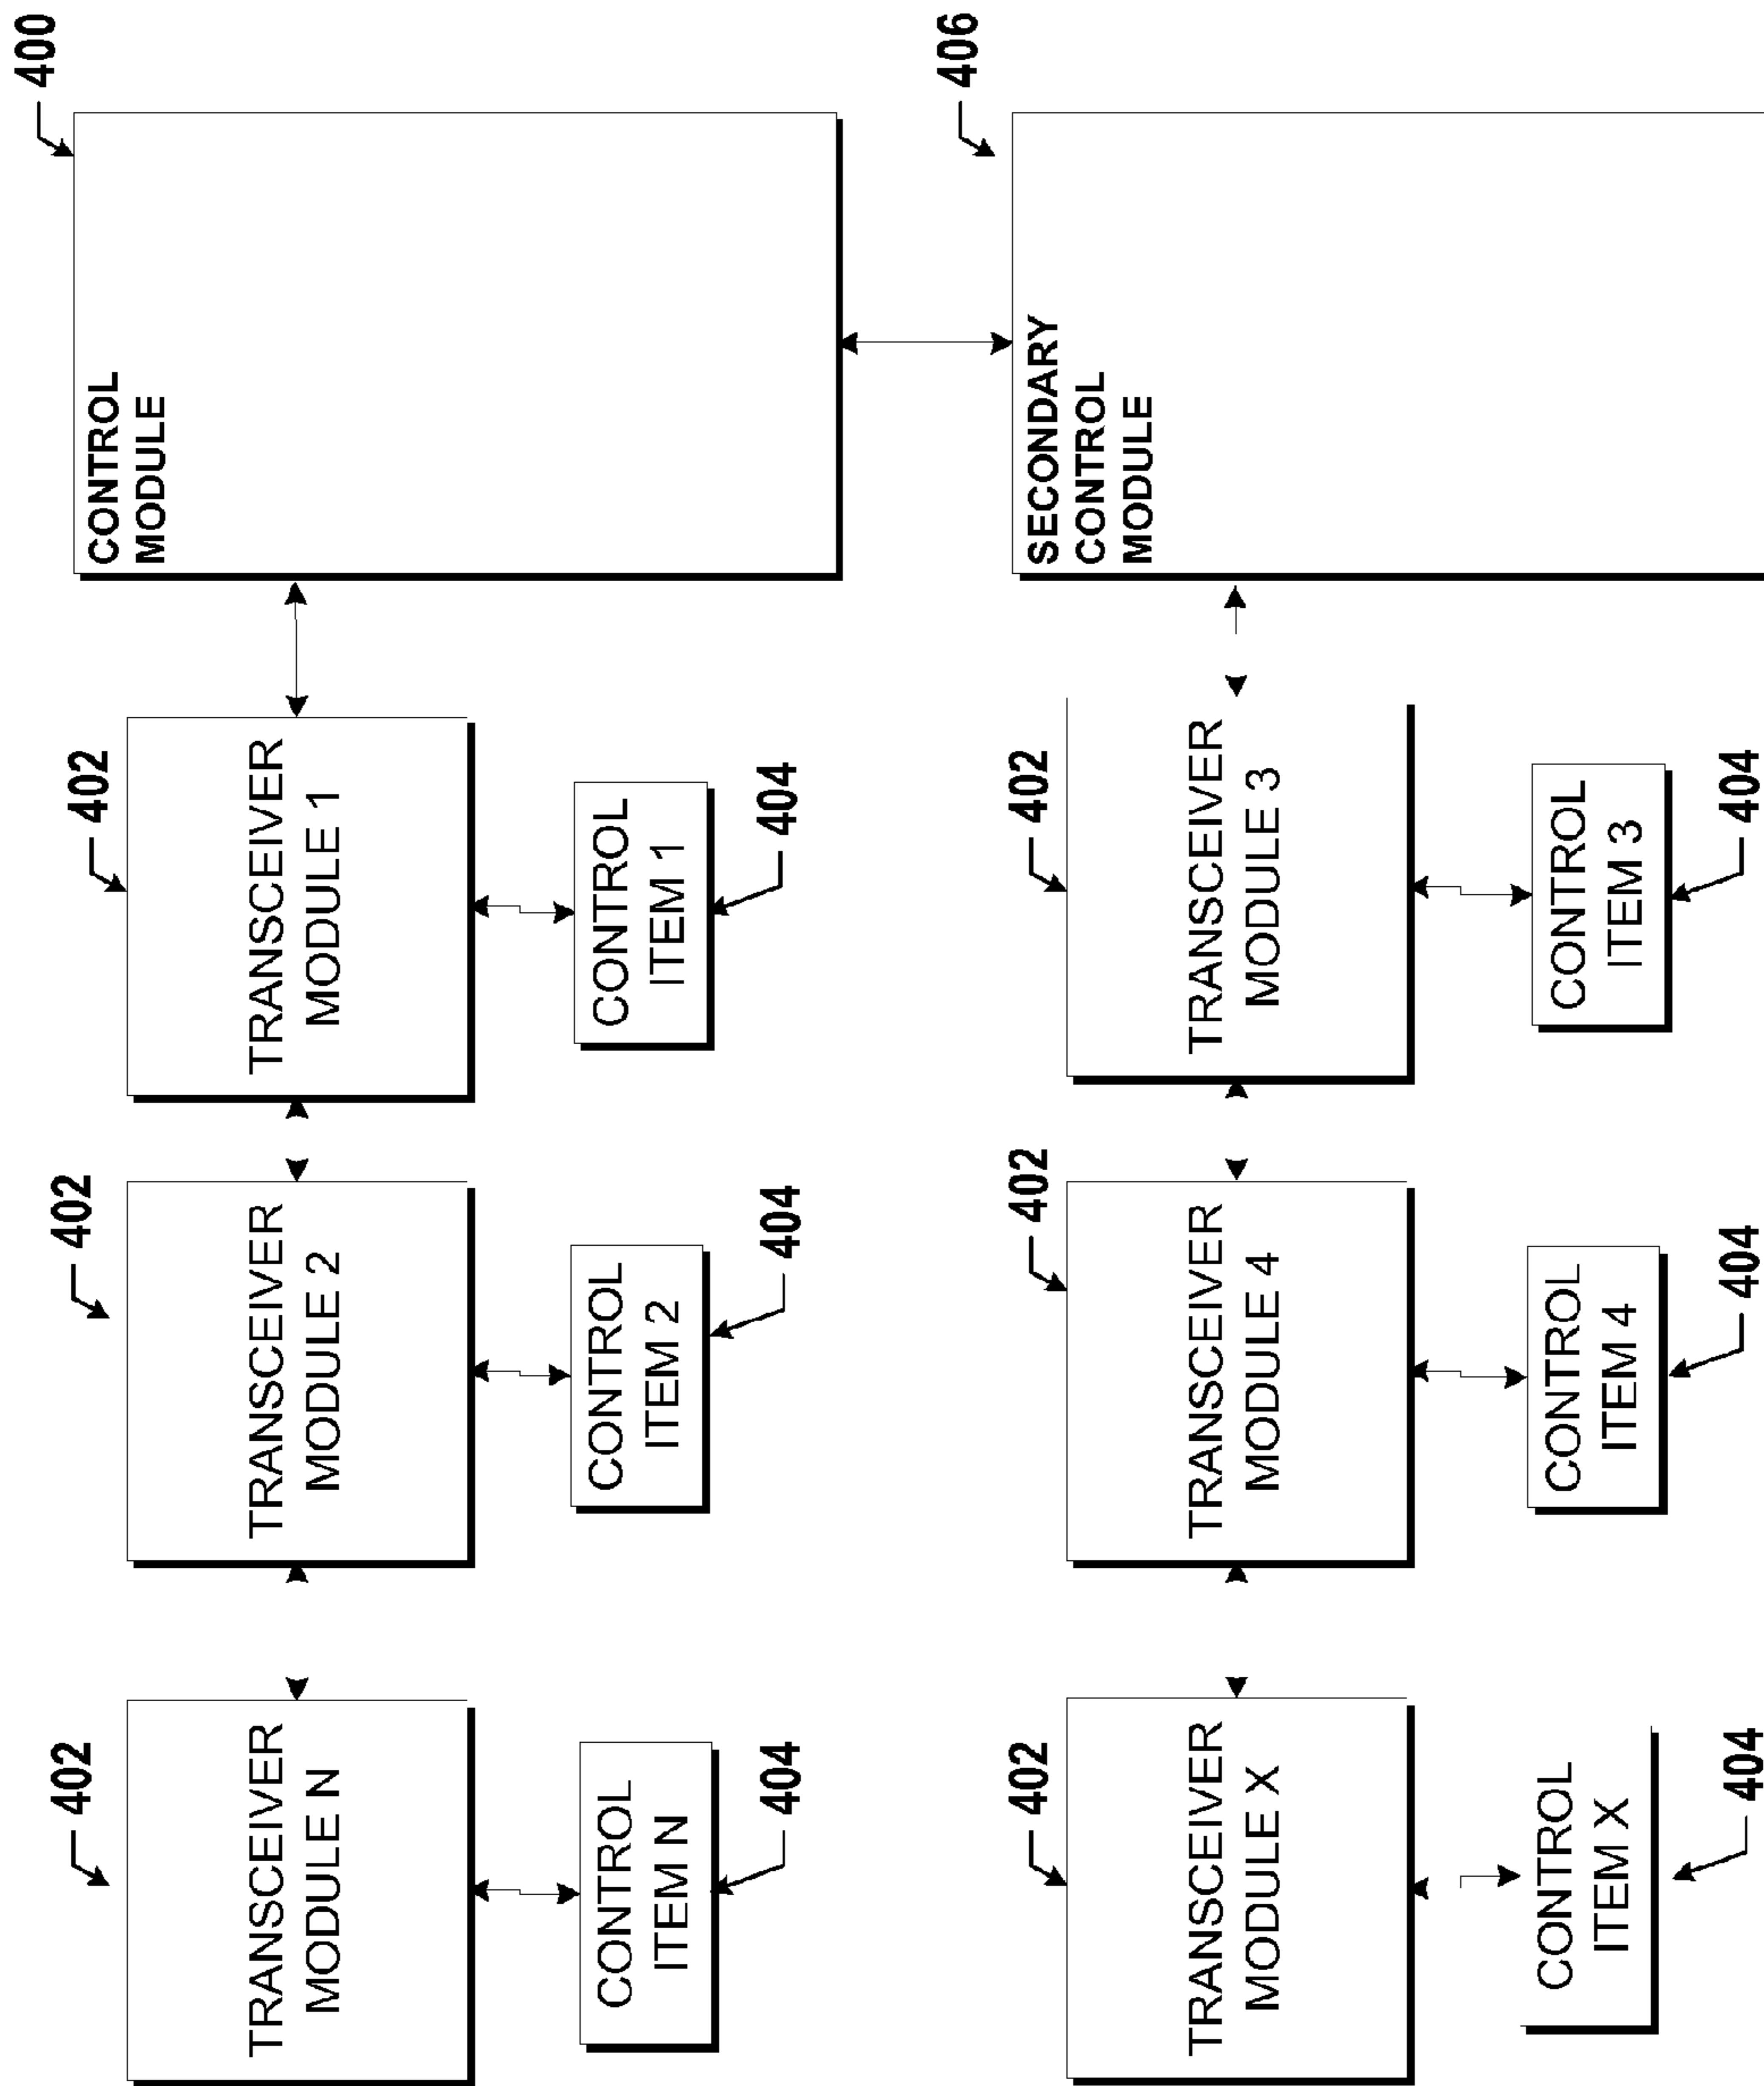 400
402
402
402
CONTROL
MODULE
TRANSCEIVER
MODULE N
TRANSCEIVER
MODULE 2
TRANSCEIVER
MODULE 1
CONTROL
ITEM N
CONTROL
ITEM 2
CONTROL
ITEM 1
404
404
404
406
402
402
402
SECONDARY
CONTROL
MODULE
TRANSCEIVER
MODULE X
TRANSCEIVER
MODULE 4
TRANSCEIVER
MODULE 3
CONTROL
ITEM X
CONTROL
ITEM 4
CONTROL
ITEM 3
404
404
404